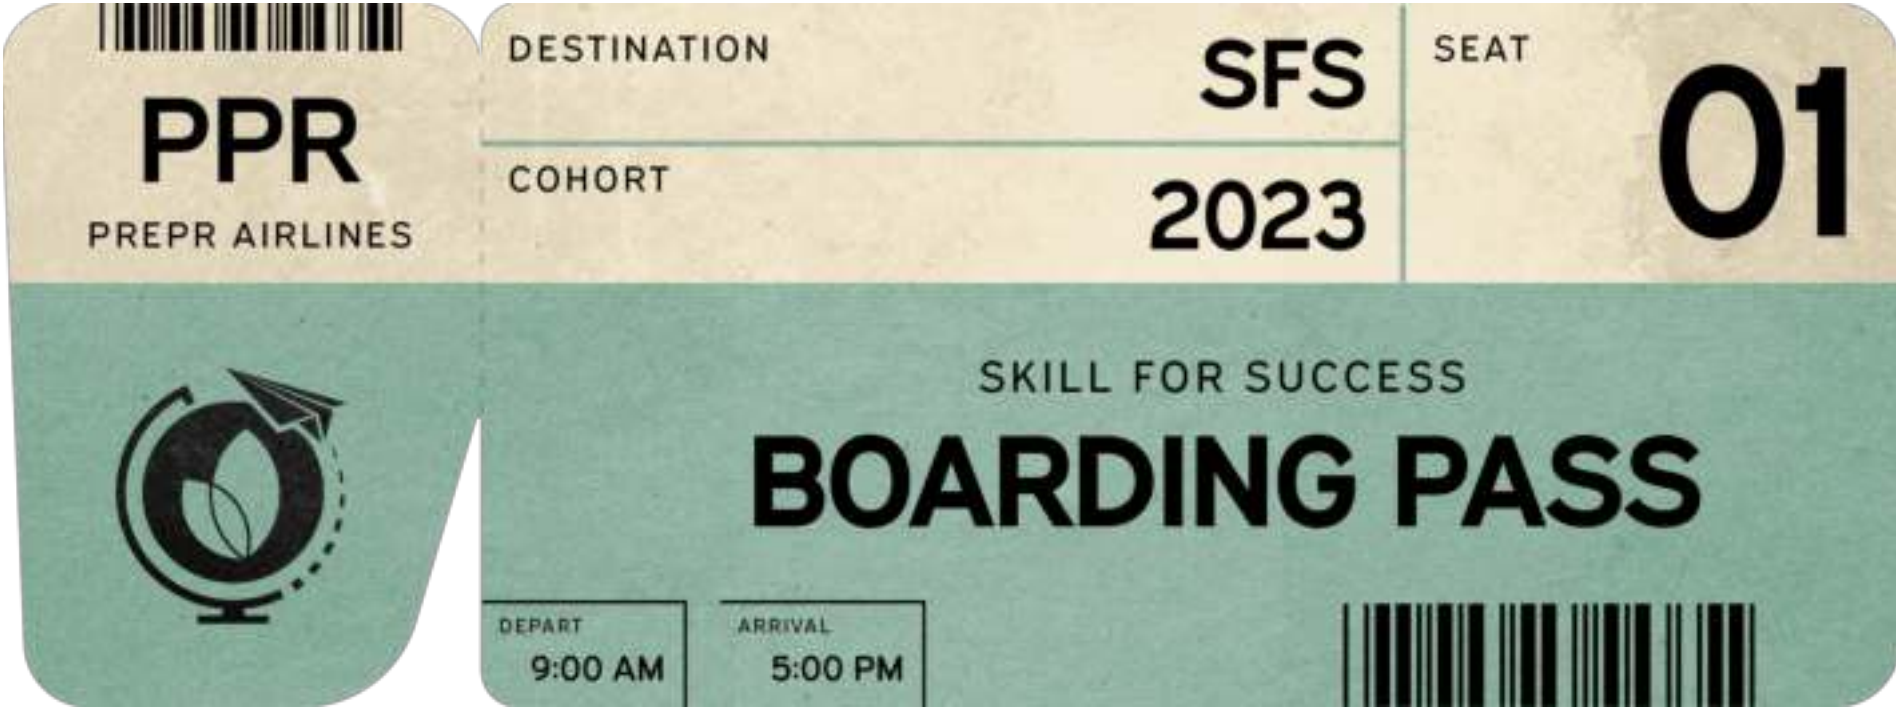 PPR
PREPR AIRLINES
DESTINATION
SFS
COHORT
2023
SEAT
01
SKILL FOR SUCCESS
BOARDING PASS
DEPART
9:00 AM
ARRIVAL
5:00 PM